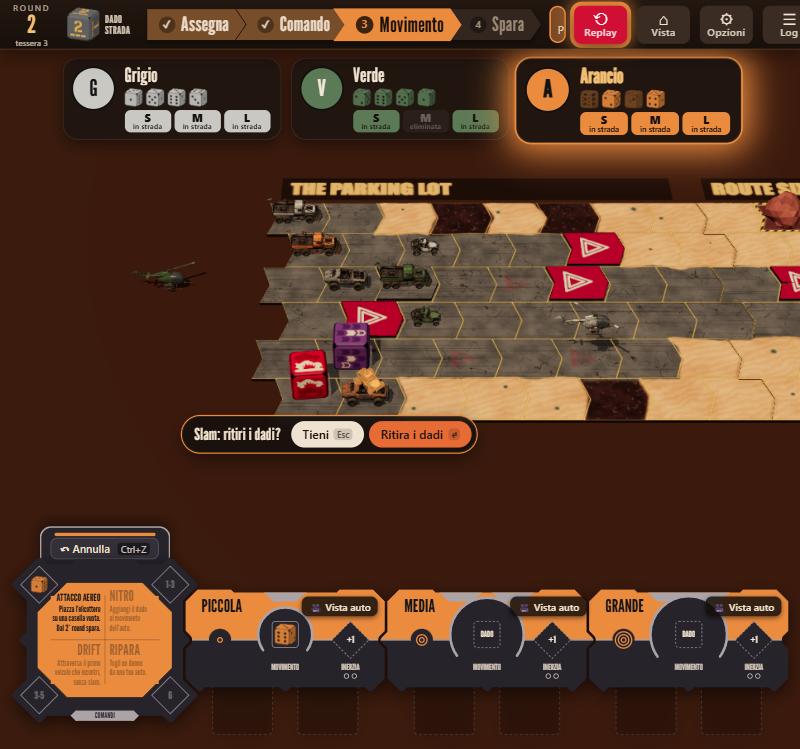 ROUND
2
tessera 3
2
DADO
STRADA
Assegna
Comando
3 Movimento
4 Spara
P
Replay
Vista
Opzioni
Log
G
Grigio
S
in strada
M
in strada
L
in strada
V
Verde
S
in strada
M
eliminata
L
in strada
A
Arancio
S
in strada
M
in strada
L
in strada
THE PARKING LOT
ROUTE SU
Slam: ritiri i dadi?
Tieni Esc
Ritira i dadi
Annulla Ctrl+Z
1-3
ATTACCO AEREO
Piazza l'elicottero
su una casella vuota.
Dal 2° round spara.
NITRO
Aggiungi il dado
al movimento
dell'auto.
DRIFT
Attraversa il primo
veicolo che incontri,
senza slam.
RIPARA
Togli un danno
da una tua auto.
3-5
6
COMANDI
PICCOLA
Vista auto
+1
MOVIMENTO
INERZIA
MEDIA
Vista auto
DADO
+1
MOVIMENTO
INERZIA
GRANDE
Vista auto
DADO
+1
MOVIMENTO
INERZIA